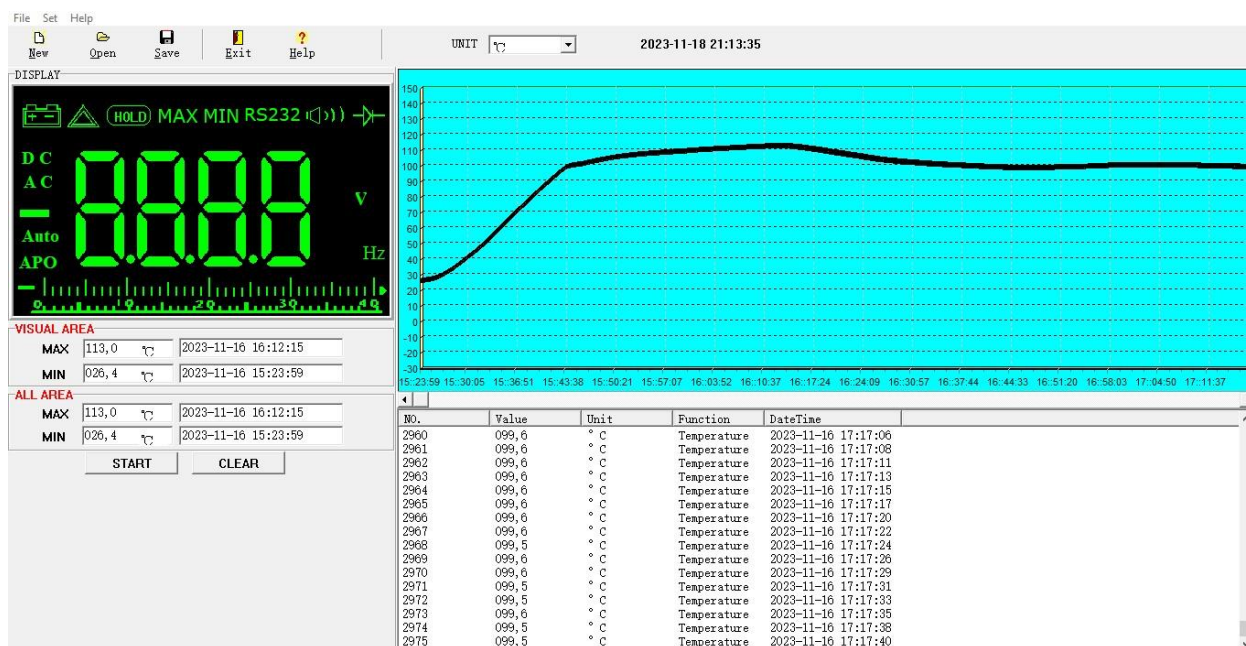 File Set Help
New Open Save Exit Help
UNIT ℃ 2023-11-18 21:13:35
DISPLAY
HOLD MAX MIN RS232
DC
AC
V
Auto
Hz
APO
8.8.8.8
0 10 20 30 40
VISUAL AREA
MAX 113,0 ℃ 2023-11-16 16:12:15
MIN 026,4 ℃ 2023-11-16 15:23:59
ALL AREA
MAX 113,0 ℃ 2023-11-16 16:12:15
MIN 026,4 ℃ 2023-11-16 15:23:59
START CLEAR
150
140
130
120
110
100
90
80
70
60
50
40
30
20
10
0
-10
-20
-30
15:23:59 15:30:05 15:36:51 15:43:38 15:50:21 15:57:07 16:03:52 16:10:37 16:17:24 16:24:09 16:30:57 16:37:44 16:44:33 16:51:20 16:58:03 17:04:50 17:11:37
NO. Value Unit Function DateTime
2960 099,6 ° C Temperature 2023-11-16 17:17:06
2961 099,6 ° C Temperature 2023-11-16 17:17:08
2962 099,6 ° C Temperature 2023-11-16 17:17:11
2963 099,6 ° C Temperature 2023-11-16 17:17:13
2964 099,6 ° C Temperature 2023-11-16 17:17:15
2965 099,6 ° C Temperature 2023-11-16 17:17:17
2966 099,6 ° C Temperature 2023-11-16 17:17:20
2967 099,6 ° C Temperature 2023-11-16 17:17:22
2968 099,5 ° C Temperature 2023-11-16 17:17:24
2969 099,6 ° C Temperature 2023-11-16 17:17:26
2970 099,6 ° C Temperature 2023-11-16 17:17:29
2971 099,5 ° C Temperature 2023-11-16 17:17:31
2972 099,5 ° C Temperature 2023-11-16 17:17:33
2973 099,6 ° C Temperature 2023-11-16 17:17:35
2974 099,5 ° C Temperature 2023-11-16 17:17:38
2975 099,5 ° C Temperature 2023-11-16 17:17:40